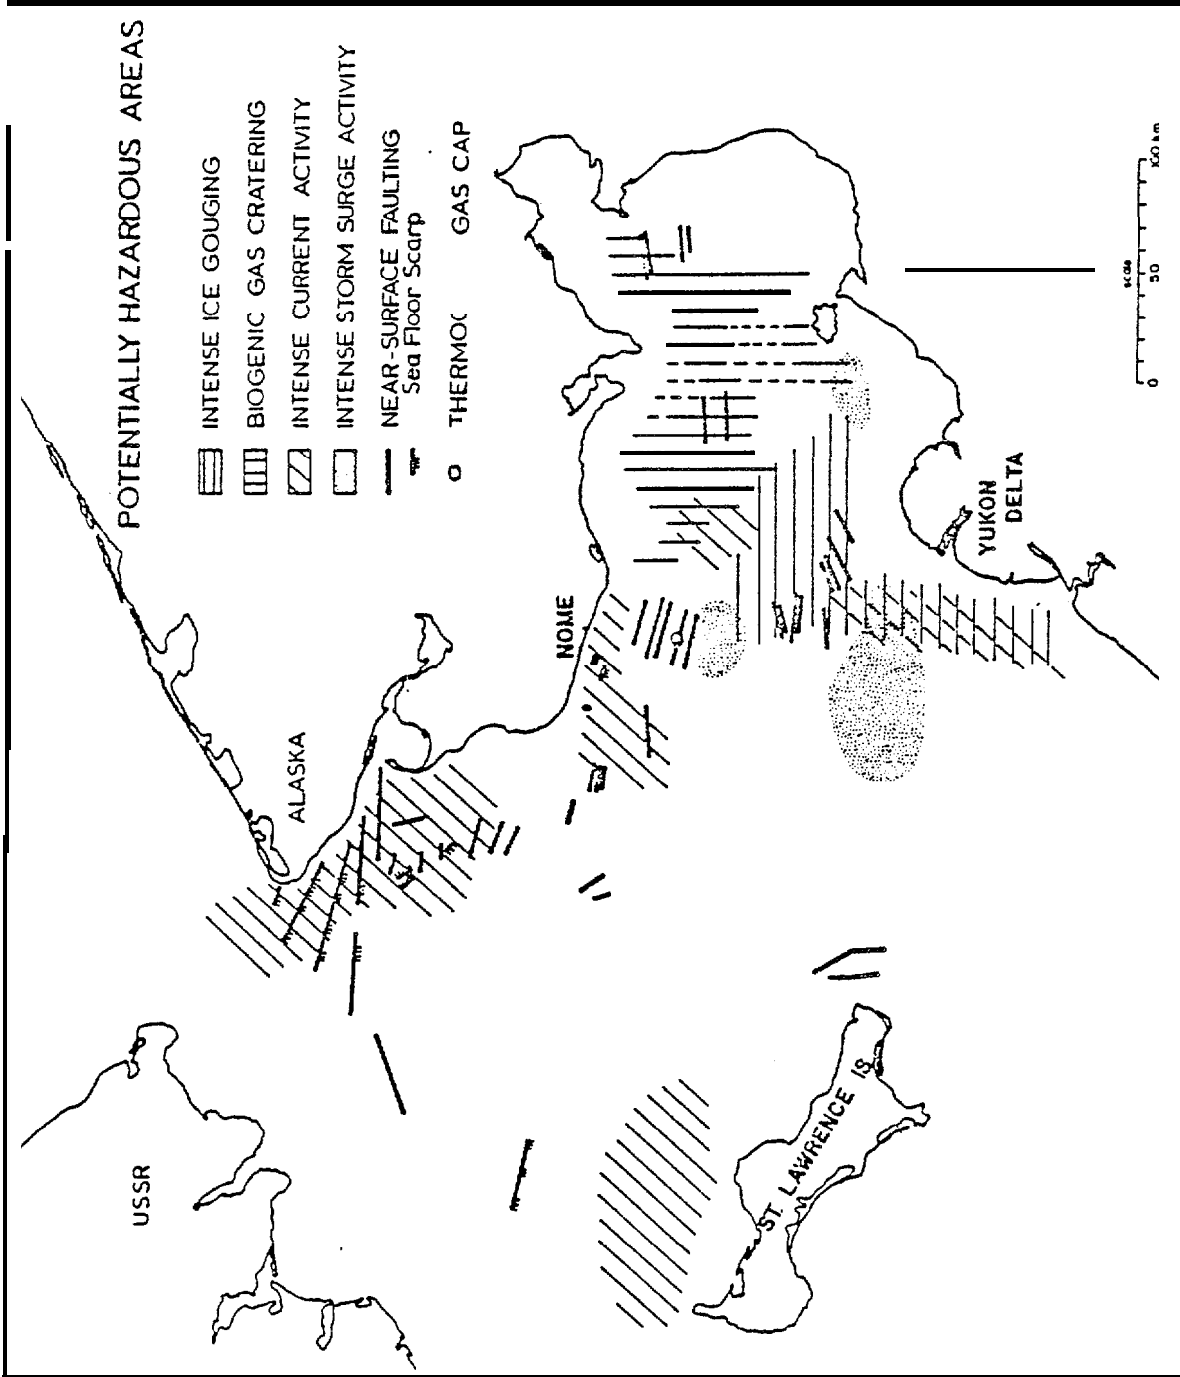 POTENTIALLY HAZARDOUS AREAS
INTENSE ICE GOUGING
BIOGENIC GAS CRATERING
INTENSE CURRENT ACTIVITY
INTENSE STORM SURGE ACTIVITY
NEAR-SURFACE FAULTING
Sea Floor Scarp
GAS CAP
USSR
ALASKA
NOME
ST. LAWRENCE IS.
YUKON
DELTA
scale
0 50 100 km